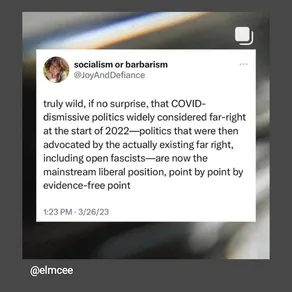 socialism or barbarism
@JoyAndDefiance
truly wild, if no surprise, that COVID-
dismissive politics widely considered far-right
at the start of 2022—politics that were then
advocated by the actually existing far right,
including open fascists—are now the
mainstream liberal position, point by point by
evidence-free point
1:23 PM · 3/26/23
@elmcee